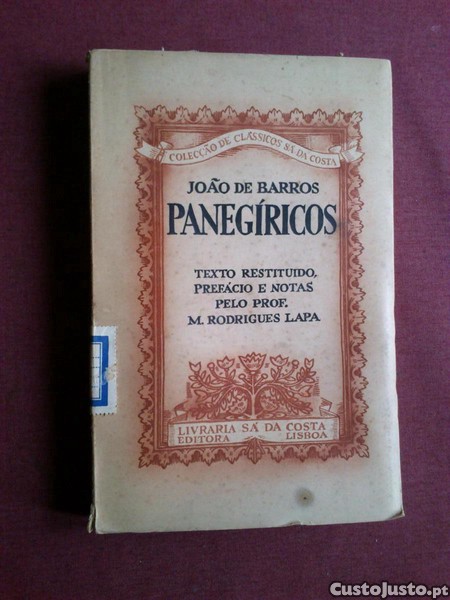 COLECÇÃO DE CLÁSSICOS SÁ DA COSTA
JOÃO DE BARROS
PANEGÍRICOS
TEXTO RESTITUIDO,
PREFÁCIO E NOTAS
PELO PROF.
M. RODRIGUES LAPA
LIVRARIA SÁ DA COSTA
EDITORA LISBOA
CustoJusto.pt